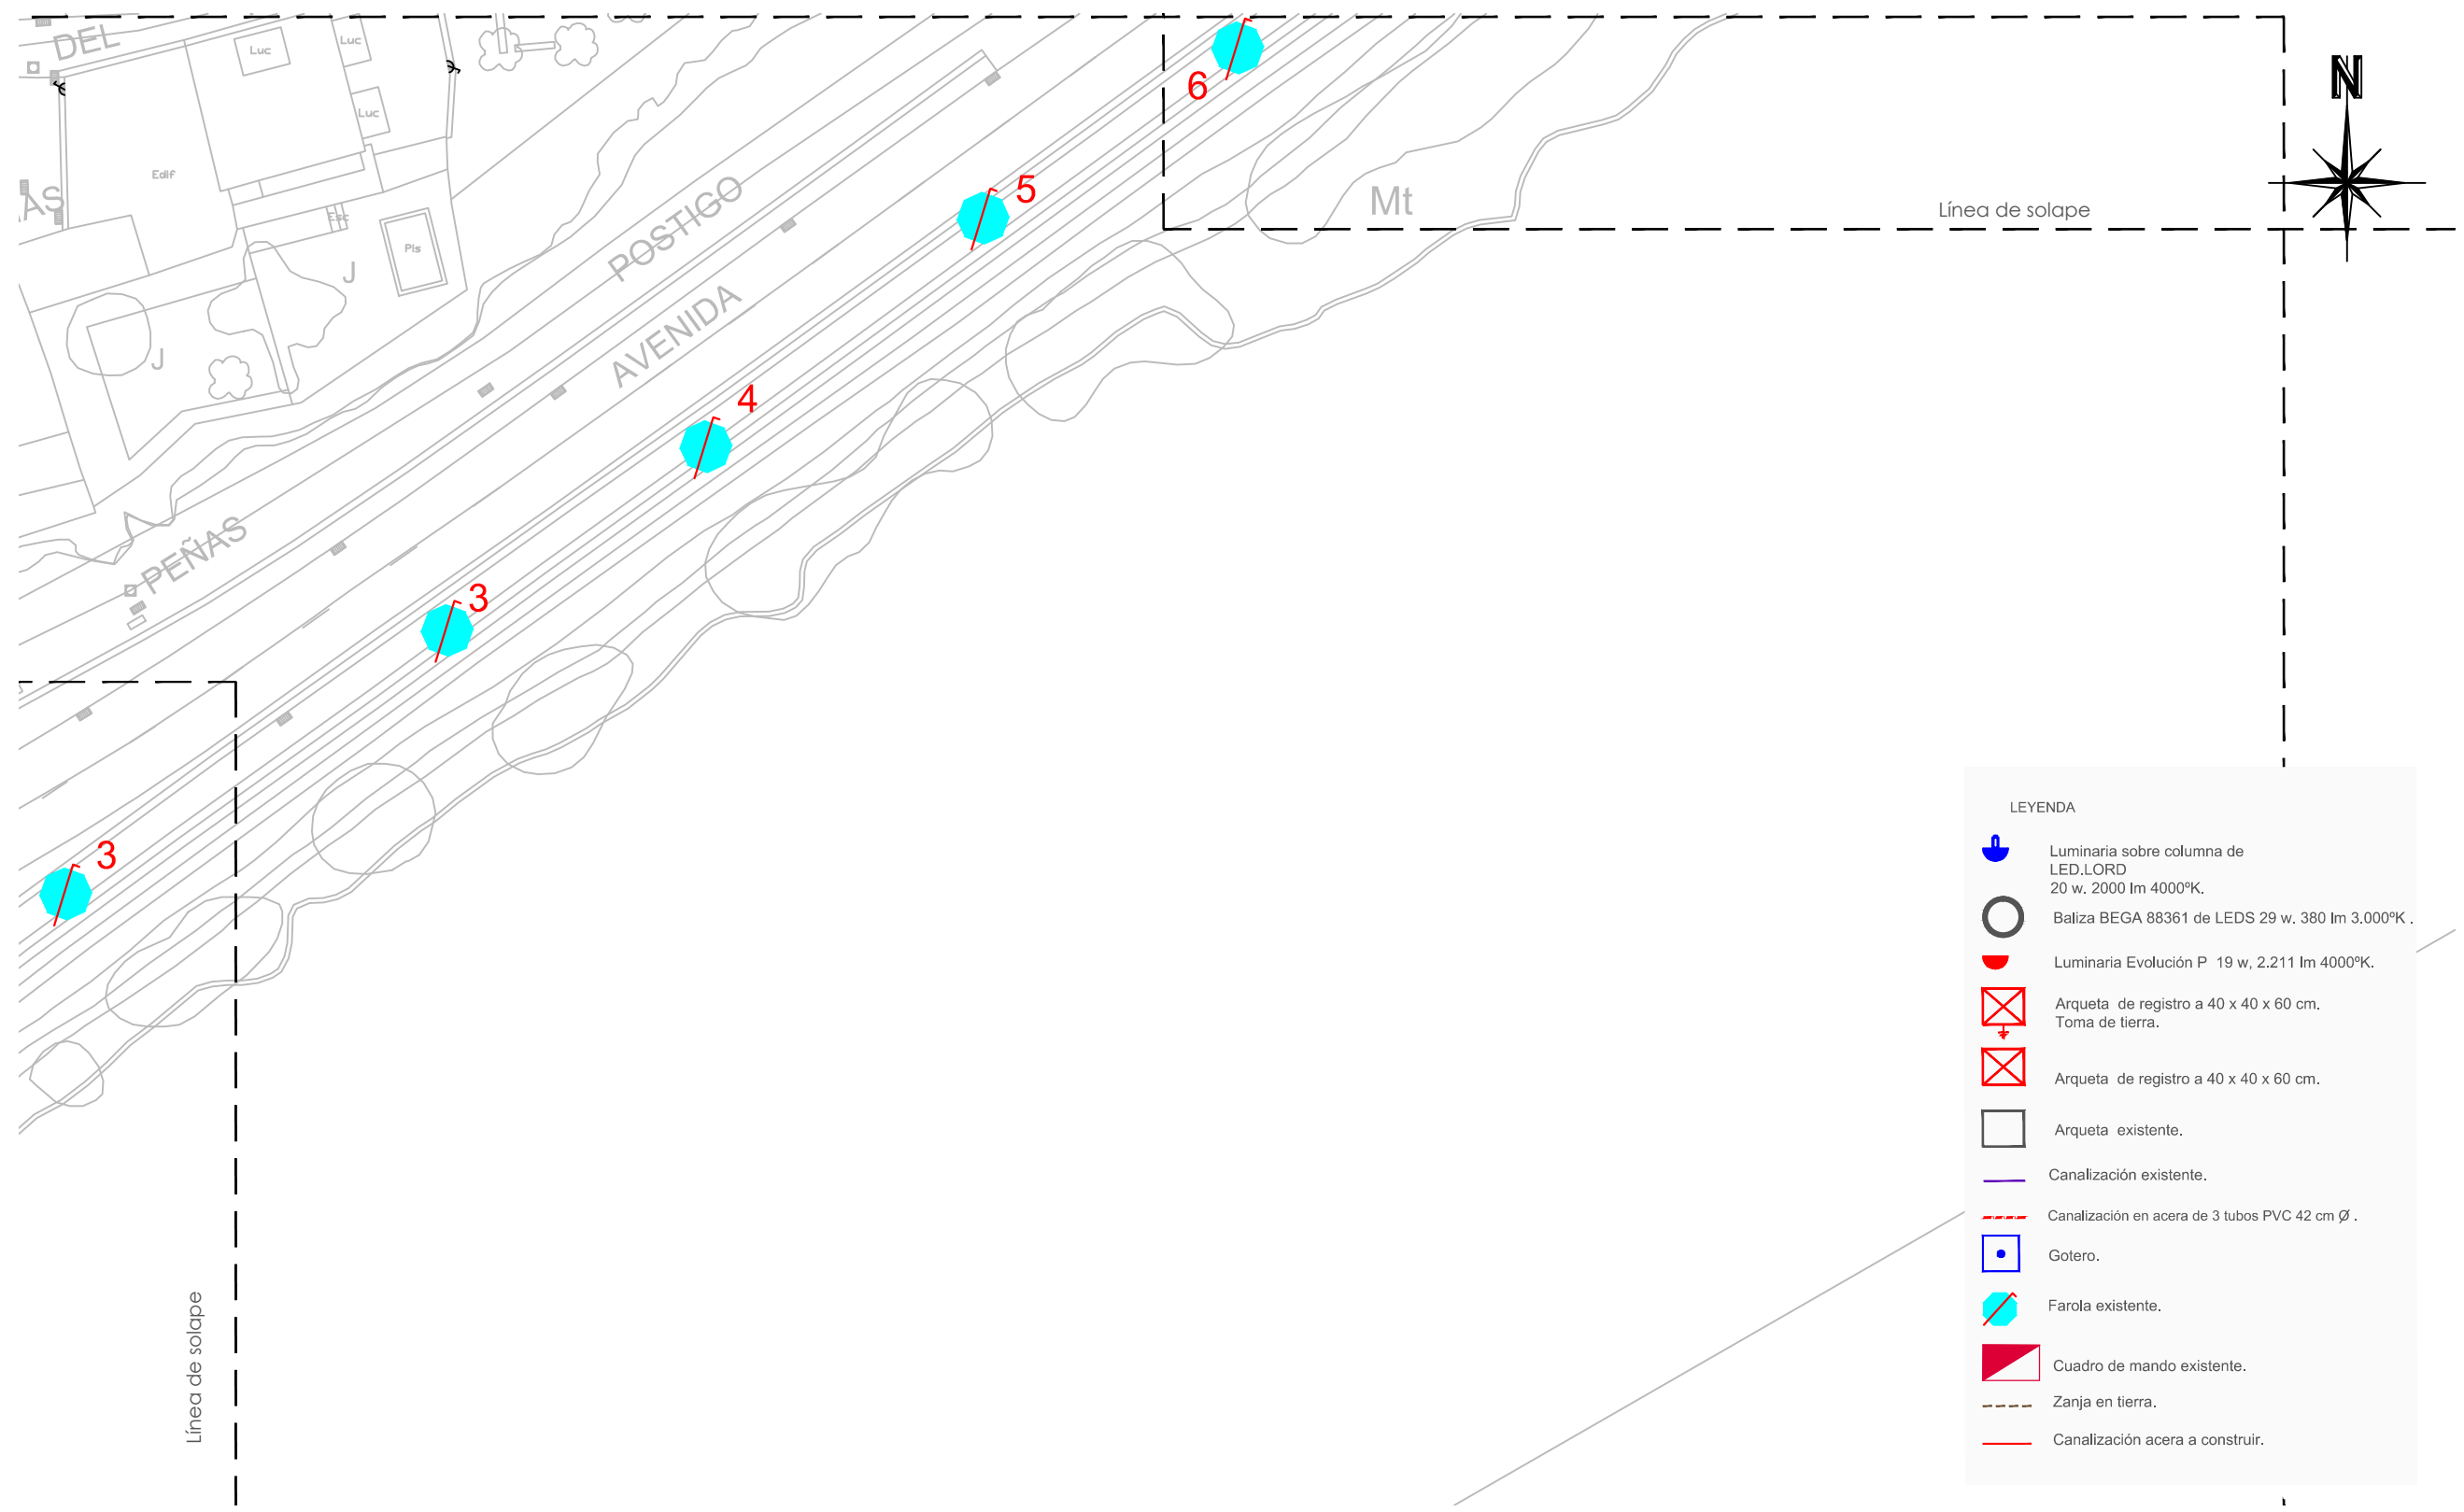 DEL
Luc
Luc
Luc
Edif
AS
Esc
Pis
J
J
POSTIGO
AVENIDA
PEÑAS
6
5
4
3
3
Mt
N
Línea de solape
Línea de solape
LEYENDA
Luminaria sobre columna de
LED.LORD
20 w. 2000 lm 4000ºK.
Baliza BEGA 88361 de LEDS 29 w. 380 lm 3.000ºK .
Luminaria Evolución P 19 w, 2.211 lm 4000ºK.
Arqueta de registro a 40 x 40 x 60 cm.
Toma de tierra.
Arqueta de registro a 40 x 40 x 60 cm.
Arqueta existente.
Canalización existente.
Canalización en acera de 3 tubos PVC 42 cm Ø .
Gotero.
Farola existente.
Cuadro de mando existente.
Zanja en tierra.
Canalización acera a construir.